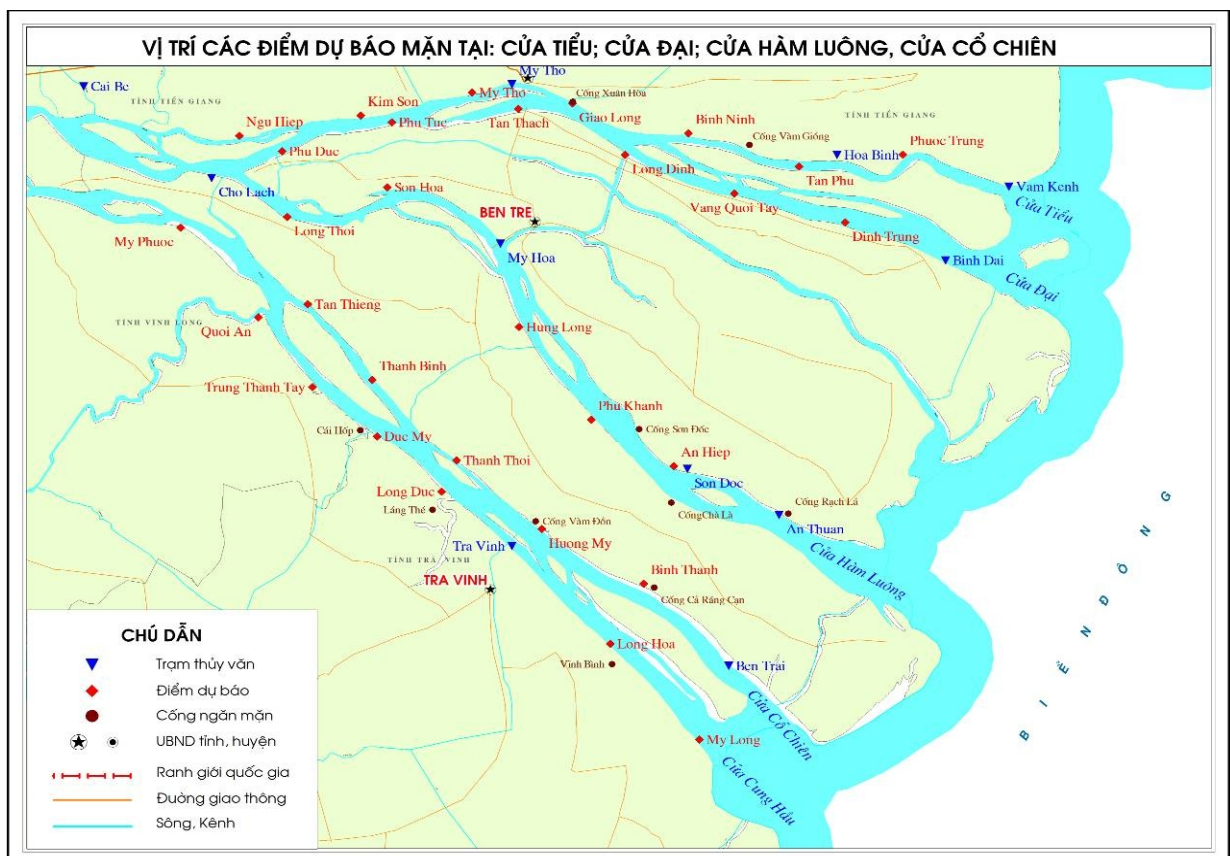 VỊ TRÍ CÁC ĐIỂM DỰ BÁO MẶN TẠI: CỬA TIỂU; CỬA ĐẠI; CỬA HÀM LUÔNG, CỬA CỔ CHIÊN
My Tho
Cai Be
My Tho
Cống Xuân Hòa
TỈNH TIỀN GIANG
Kim Son
Giao Long
Binh Ninh
TỈNH TIỀN GIANG
Ngu Hiep
Phu Tuc
Tan Thach
Cống Vàm Giồng
Phuoc Trung
Phu Duc
Long Dinh
Hoa Binh
Tan Phu
Cho Lach
Son Hoa
Vang Quoi Tay
Vam Kenh
Cửa Tiểu
BEN TRE
Long Thoi
My Phuoc
Dinh Trung
My Hoa
Binh Dai
Cửa Đại
Tan Thieng
TỈNH VĨNH LONG
Quoi An
Hung Long
Thanh Binh
Trung Thanh Tay
Phu Khanh
Cái Hốp
Cống Sơn Đốc
Duc My
An Hiep
Thanh Thoi
Son Doc
Long Duc
Láng Thé
CốngChà Là
Cống Rạch Lá
An Thuan
Cống Vàm Đồn
Huong My
Tra Vinh
Cửa Hàm Luông
TỈNH TRÀ VINH
TRA VINH
Binh Thanh
Cống Cả Ráng Cạn
Long Hoa
Vĩnh Bình
Ben Trai
Cửa Cổ Chiên
My Long
Cửa Cung Hầu
BIỂN ĐÔNG
CHÚ DẪN
Trạm thủy văn
Điểm dự báo
Cống ngăn mặn
UBND tỉnh, huyện
Ranh giới quốc gia
Đường giao thông
Sông, Kênh